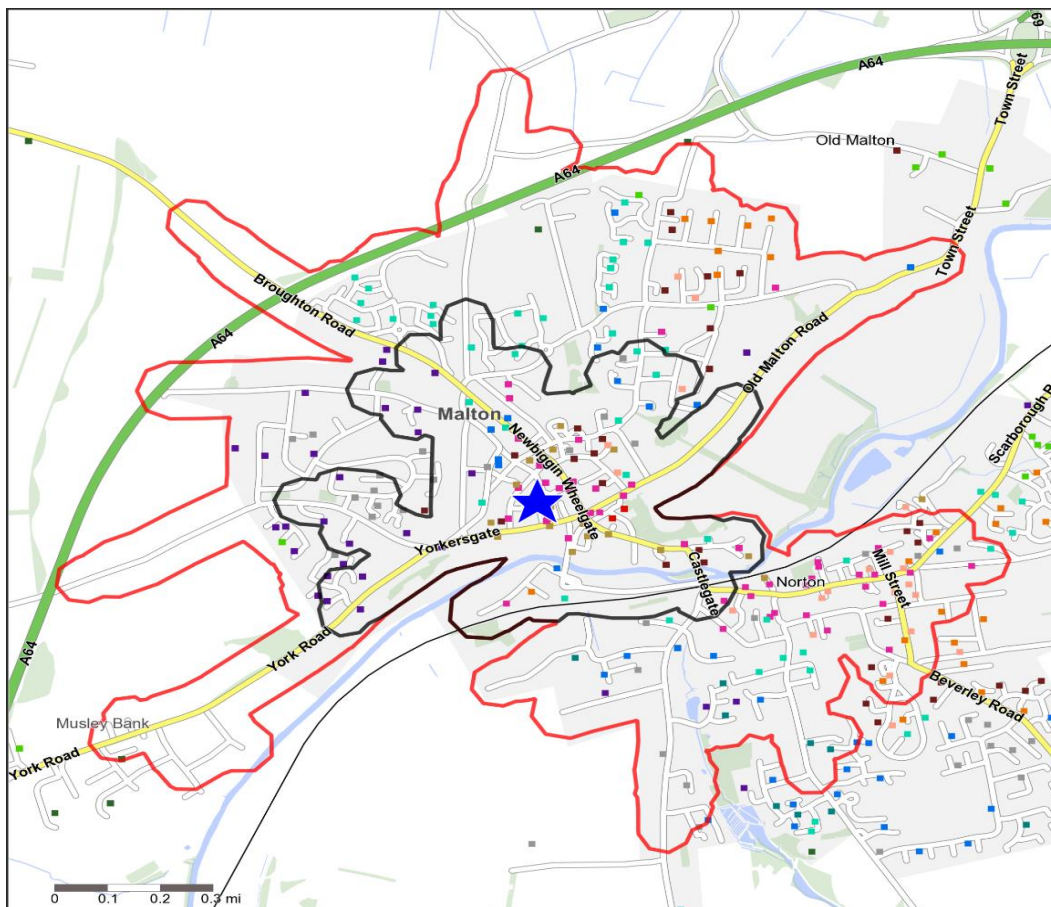 69
A64
Town Street
Old Malton
A64
Town Street
Broughton Road
A64
Old Malton Road
Malton
Newbiggin
Wheelgate
Scarborough
Yorkersgate
Castlegate
Norton
Mill Street
York Road
A64
Beverley Road
Musley Bank
York Road
0 0.1 0.2 0.3 mi